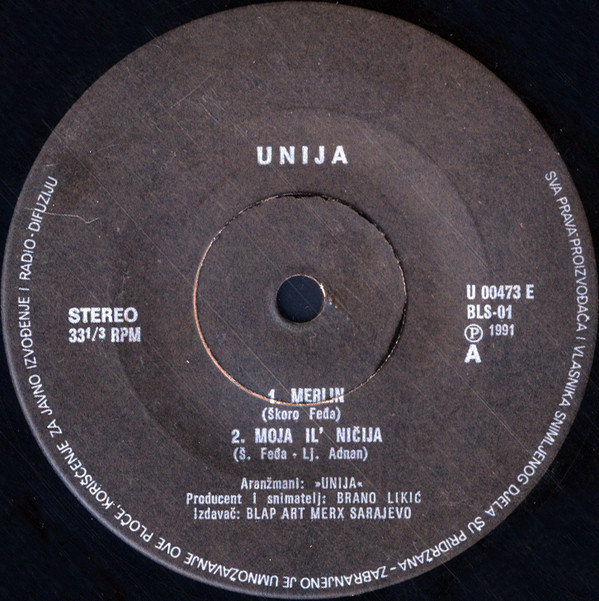 UNIJA
STEREO
33 1/3 RPM
U 00473 E
BLS-01
Ⓟ 1991
A
1. MERLIN
(Škoro Feđa)
2. MOJA IL' NIČIJA
(Š. Feđa - Lj. Adnan)
Aranžmani: »UNIJA«
Producent i snimatelj: BRANO LIKIĆ
Izdavač: BLAP ART MERX SARAJEVO
SVA PRAVA PROIZVOĐAČA I VLASNIKA SNIMLJENOG DJELA SU PRIDRŽANA - ZABRANJENO JE UMNOŽAVANJE OVE PLOČE, KORIŠĆENJE ZA JAVNO IZVOĐENJE I RADIO-DIFUZIJU